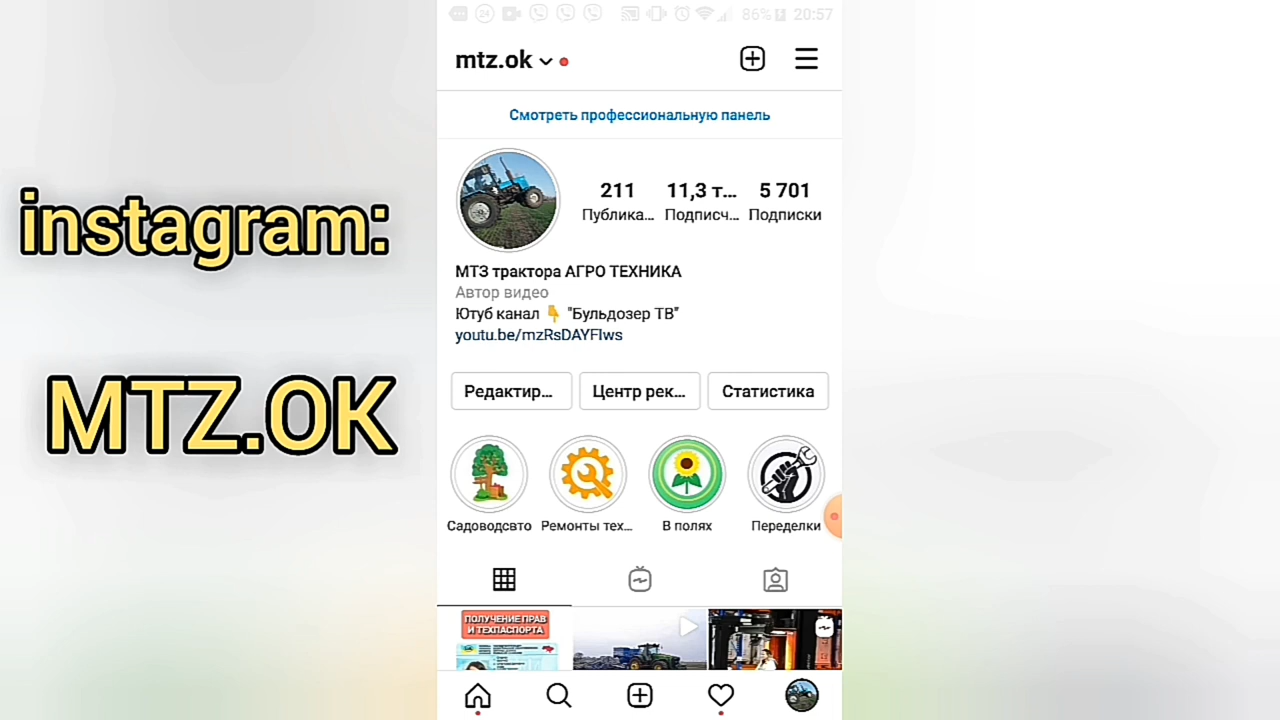 24
86%
20:57
mtz.ok
Смотреть профессиональную панель
211
11,3 т...
5 701
Публика...
Подписч...
Подписки
instagram:
МТЗ трактора АГРО ТЕХНИКА
Автор видео
Ютуб канал 👇 "Бульдозер ТВ"
youtu.be/mzRsDAYFIws
MTZ.OK
Редактир...
Центр рек...
Статистика
Садоводсвто
Ремонты тех...
В полях
Переделки
ПОЛУЧЕНИЕ ПРАВ
И ТЕХПАСПОРТА